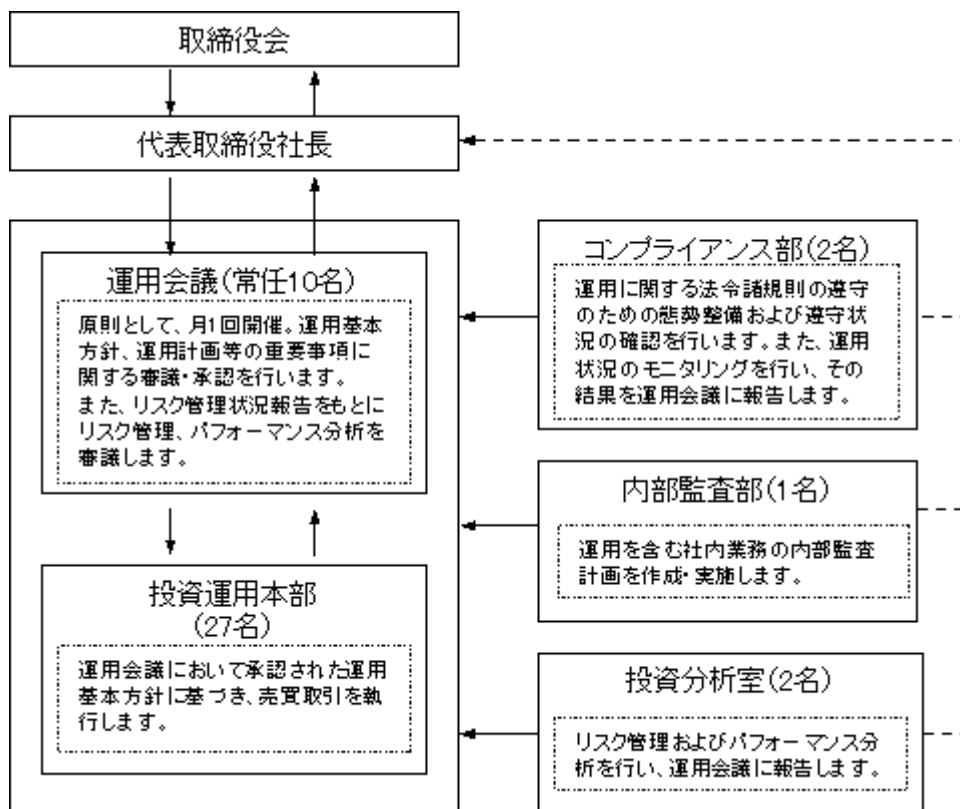 取締役会
代表取締役社長
運用会議(常任10名)
原則として、月1回開催。運用基本
方針、運用計画等の重要事項に
関する審議・承認を行います。
また、リスク管理状況報告をもとに
リスク管理、パフォーマンス分析を
審議します。
投資運用本部
(27名)
運用会議において承認された運用
基本方針に基づき、売買取引を執
行します。
コンプライアンス部(2名)
運用に関する法令諸規則の遵守
のための態勢整備および遵守状
況の確認を行います。また、運用
状況のモニタリングを行い、その
結果を運用会議に報告します。
内部監査部(1名)
運用を含む社内業務の内部監査
計画を作成・実施します。
投資分析室(2名)
リスク管理およびパフォーマンス分
析を行い、運用会議に報告します。